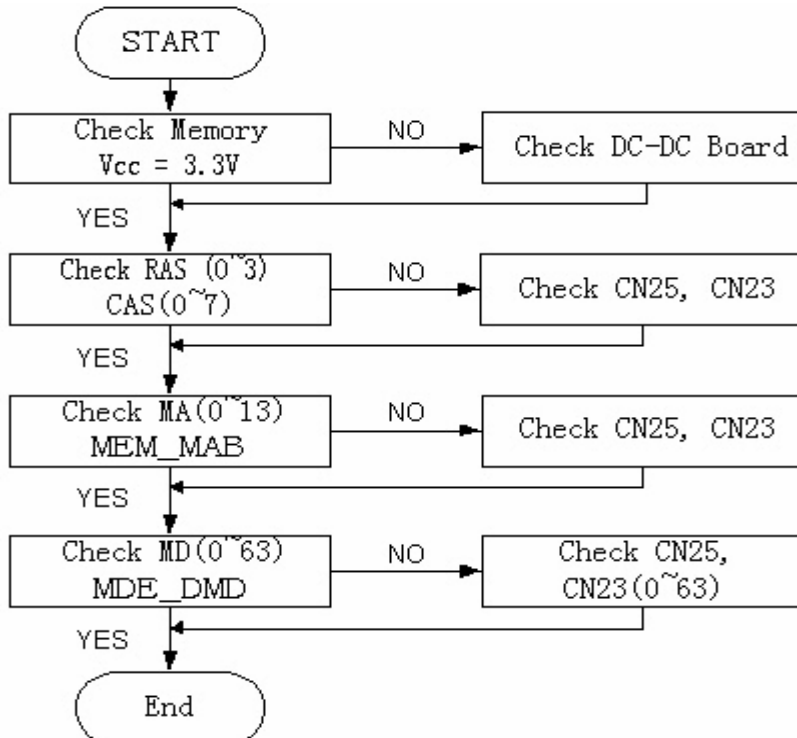 START
Check Memory
Vcc = 3.3V
NO
Check DC-DC Board
YES
Check RAS (0~3)
CAS(0~7)
NO
Check CN25, CN23
YES
Check MA(0~13)
MEM_MAB
NO
Check CN25, CN23
YES
Check MD(0~63)
MDE_DMD
NO
Check CN25,
CN23(0~63)
YES
End